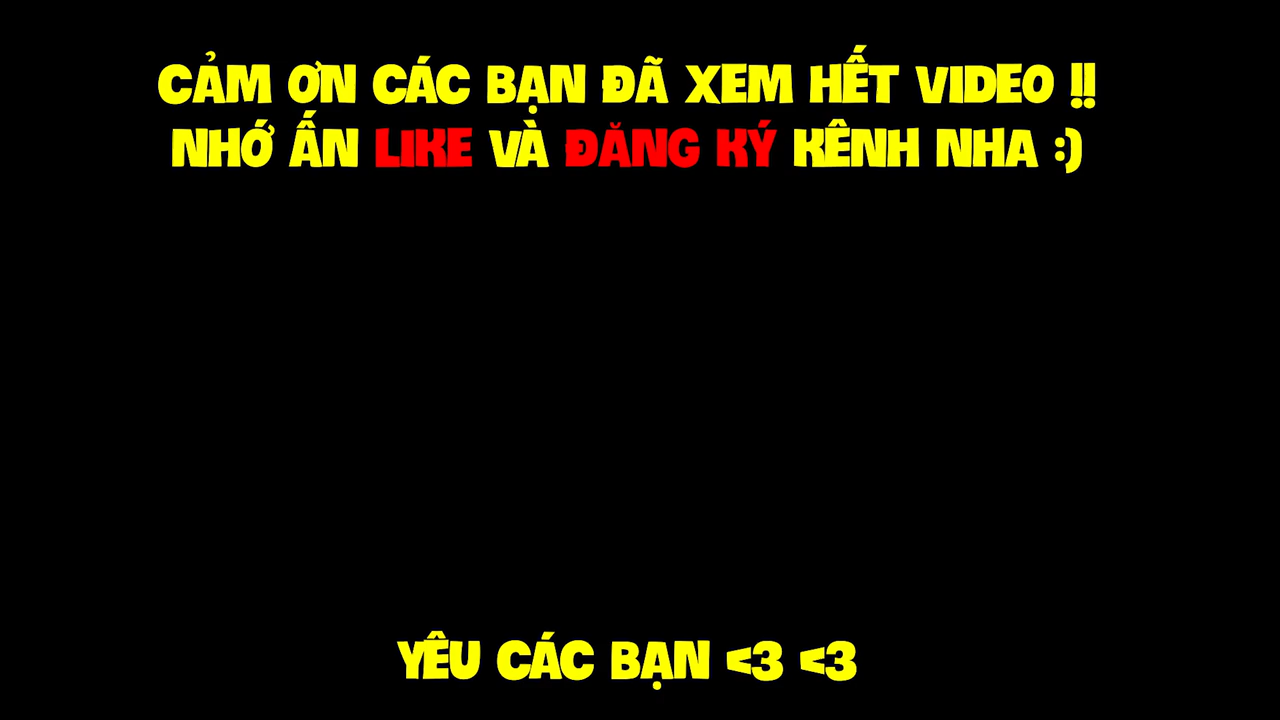 CẢM ƠN CÁC BẠN ĐÃ XEM HẾT VIDEO !!
NHỚ ẤN LIKE VÀ ĐĂNG KÝ KÊNH NHA :)
YÊU CÁC BẠN <3 <3